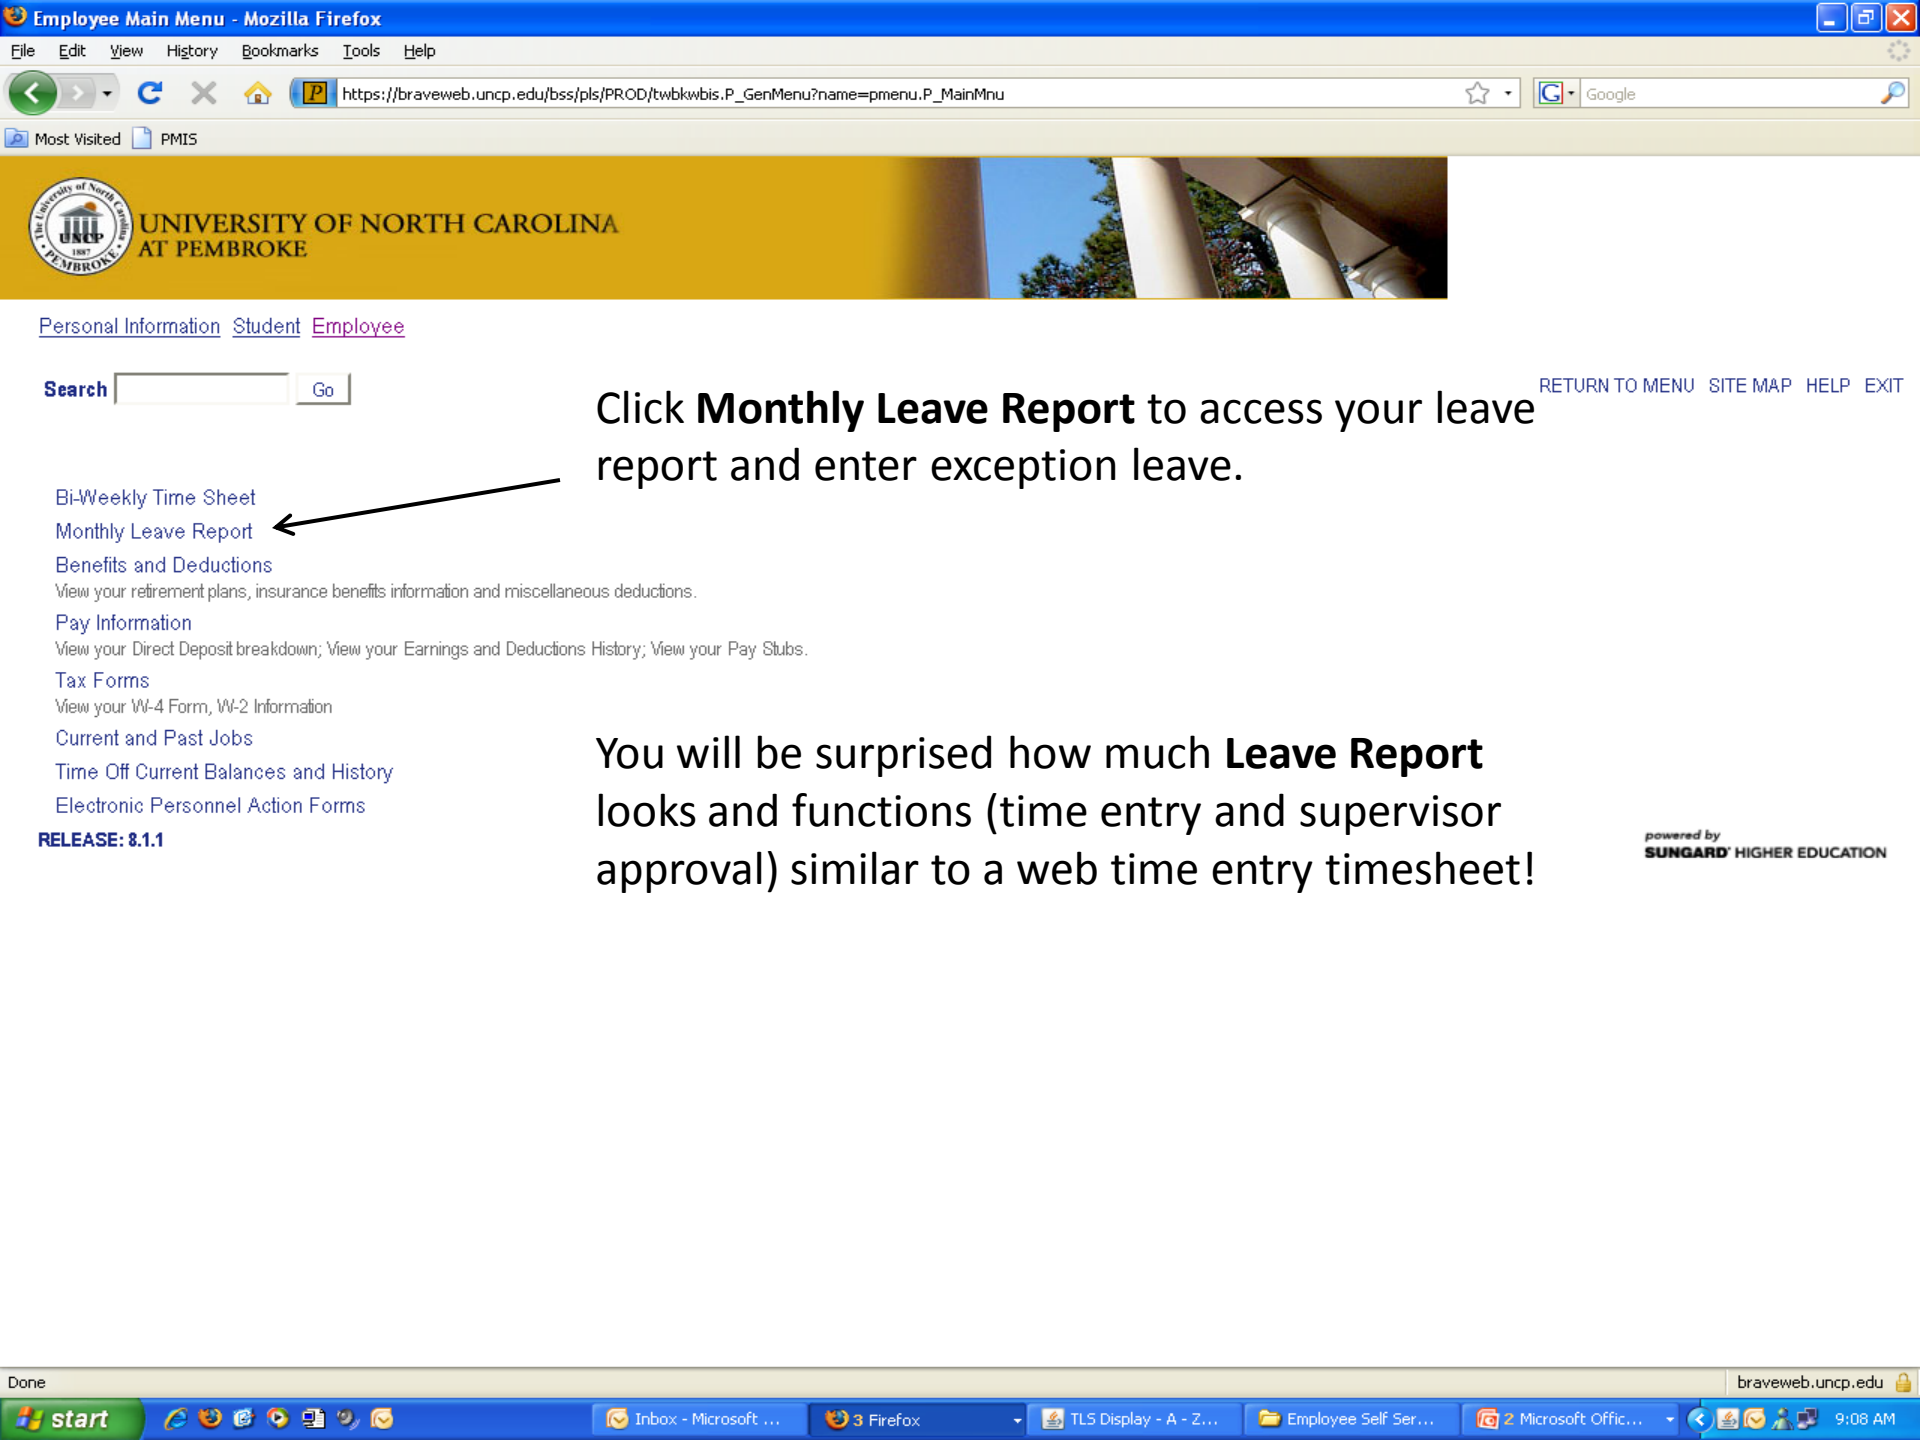 Employee Main Menu - Mozilla Firefox
File Edit View History Bookmarks Tools Help
P https://braveweb.uncp.edu/bss/pls/PROD/twbkwbis.P_GenMenu?name=pmenu.P_MainMnu
G Google
Most Visited PMIS
The University of North Carolina
UNCP
1887
PEMBROKE
UNIVERSITY OF NORTH CAROLINA
AT PEMBROKE
Personal Information Student Employee
Search Go
RETURN TO MENU SITE MAP HELP EXIT
Click Monthly Leave Report to access your leave
report and enter exception leave.
Bi-Weekly Time Sheet
Monthly Leave Report
Benefits and Deductions
View your retirement plans, insurance benefits information and miscellaneous deductions.
Pay Information
View your Direct Deposit breakdown; View your Earnings and Deductions History; View your Pay Stubs.
Tax Forms
View your W-4 Form, W-2 Information
Current and Past Jobs
Time Off Current Balances and History
Electronic Personnel Action Forms
RELEASE: 8.1.1
You will be surprised how much Leave Report
looks and functions (time entry and supervisor
approval) similar to a web time entry timesheet!
powered by
SUNGARD' HIGHER EDUCATION
Done
braveweb.uncp.edu
start
Inbox - Microsoft ...
3 Firefox
TLS Display - A - Z...
Employee Self Ser...
2 Microsoft Offic...
9:08 AM